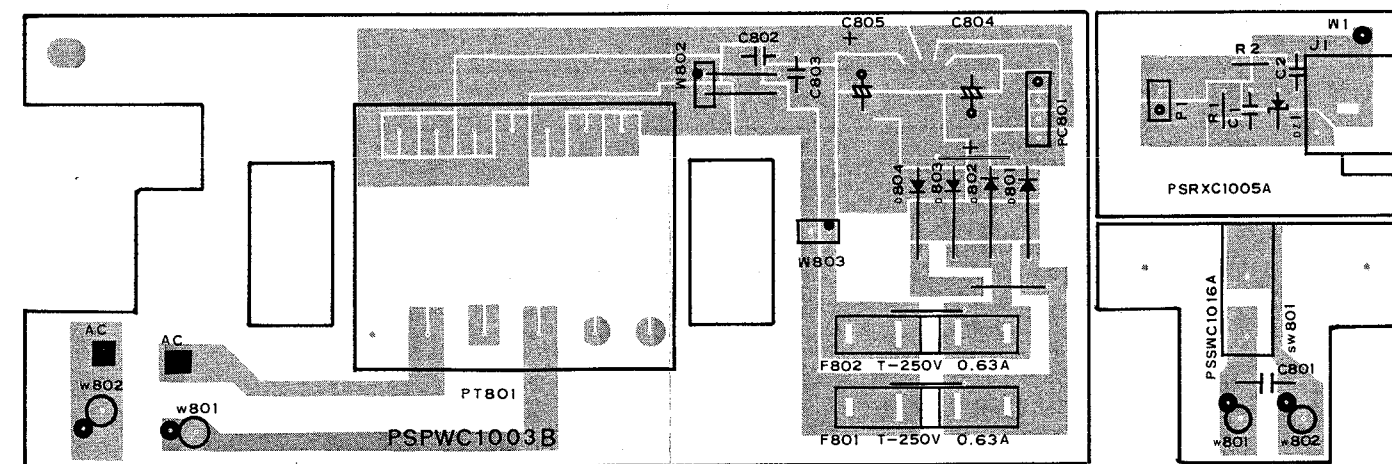 C805
C804
W1
C802
W802
C803
PC801
R2
J1
C2
P1
R1
C1
DZ1
D804
D803
D802
D801
PSRXC1005A
W803
AC
AC
PSSWC1016A
sw801
F802 T-250V 0.63A
C801
w802
PT801
w801
PSPWC1003B
F801 T-250V 0.63A
w801
w802